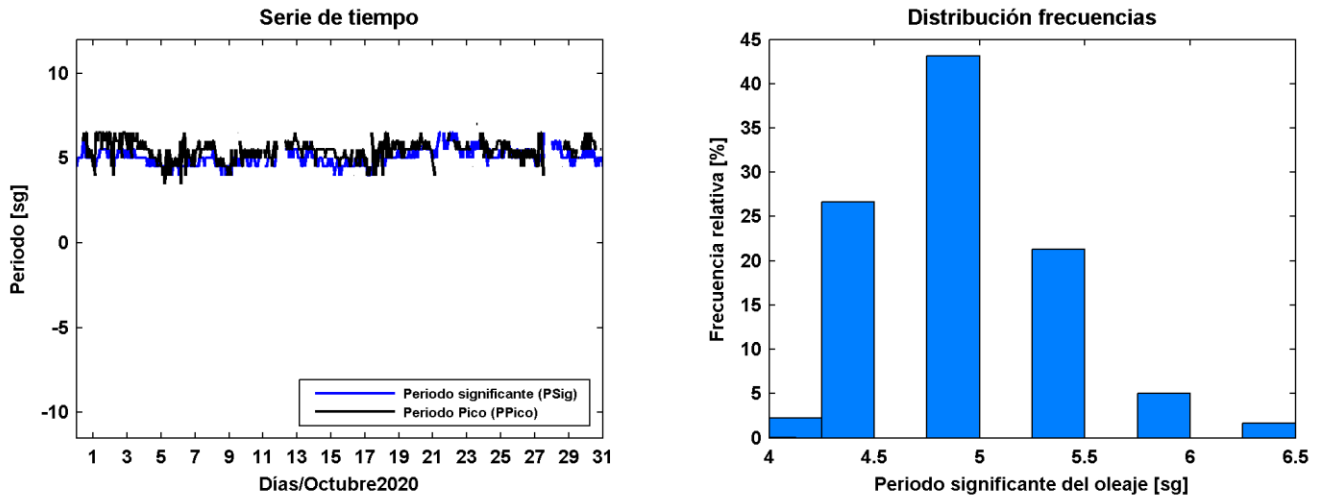 Serie de tiempo
10
5
0
-5
-10
Periodo [sg]
Periodo significante (PSig)
Periodo Pico (PPico)
1 3 5 7 9 11 13 15 17 19 21 23 25 27 29 31
Días/Octubre2020
Distribución frecuencias
45
40
35
30
25
20
15
10
5
0
Frecuencia relativa [%]
4 4.5 5 5.5 6 6.5
Periodo significante del oleaje [sg]